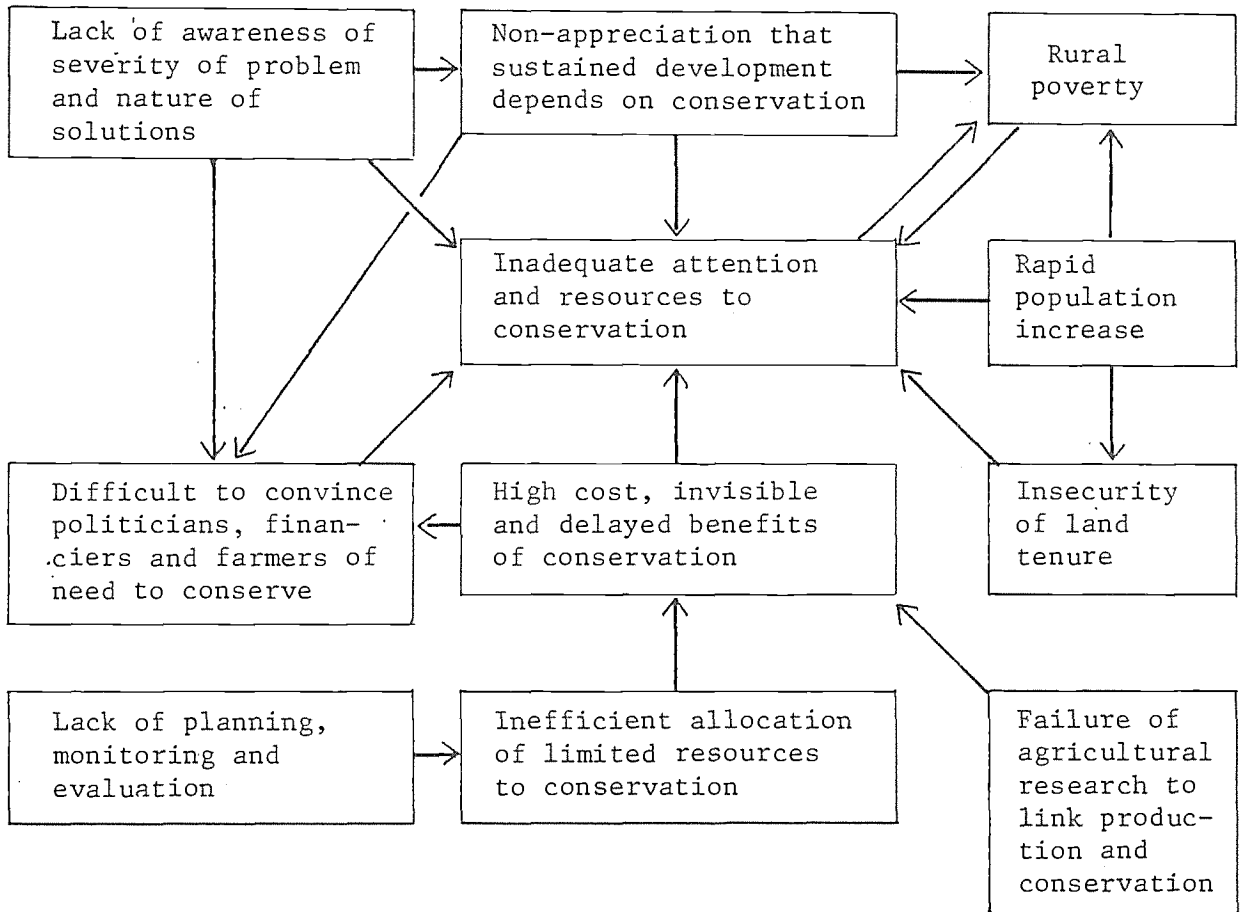 Lack of awareness of
severity of problem
and nature of
solutions
Non-appreciation that
sustained development
depends on conservation
Rural
poverty
Inadequate attention
and resources to
conservation
Rapid
population
increase
Difficult to convince
politicians, finan-
ciers and farmers of
need to conserve
High cost, invisible
and delayed benefits
of conservation
Insecurity
of land
tenure
Lack of planning,
monitoring and
evaluation
Inefficient allocation
of limited resources
to conservation
Failure of
agricultural
research to
link produc-
tion and
conservation